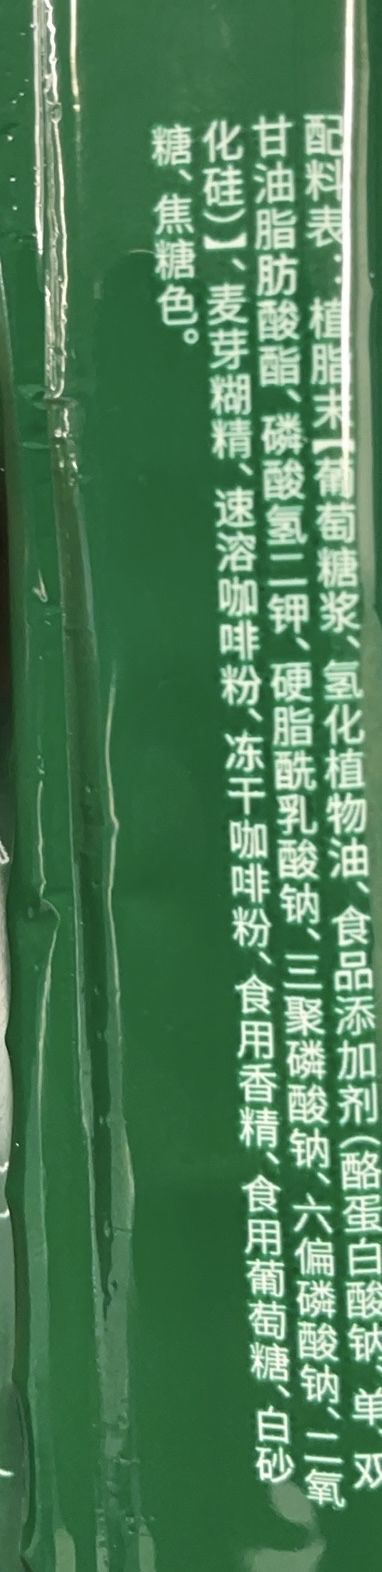 配料表：植脂末【葡萄糖浆、氢化植物油、食品添加剂（酪蛋白酸钠、单、双
甘油脂肪酸酯、磷酸氢二钾、硬脂酰乳酸钠、三聚磷酸钠、六偏磷酸钠、二氧
化硅）】、麦芽糊精、速溶咖啡粉、冻干咖啡粉、食用香精、食用葡萄糖、白砂
糖、焦糖色。